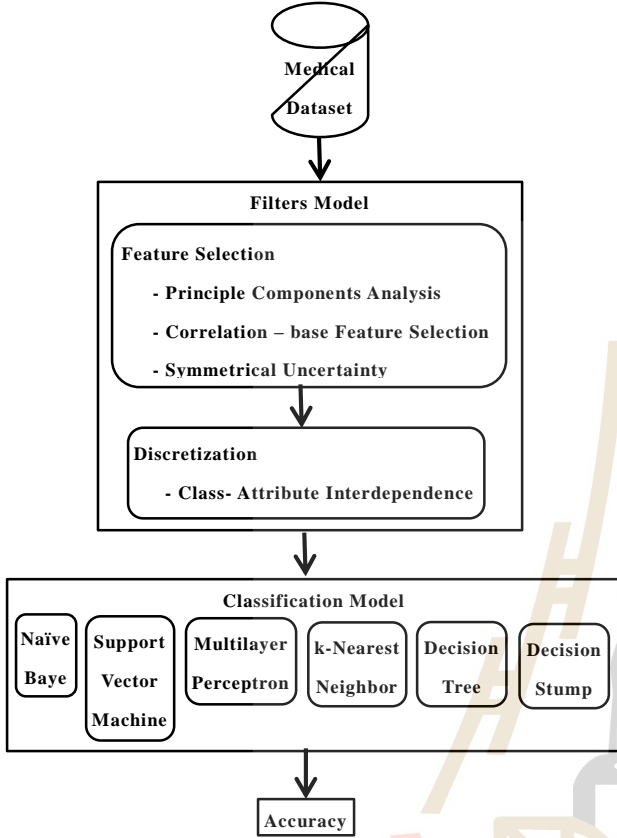 Medical
Dataset
Filters Model
Feature Selection
- Principle Components Analysis
- Correlation – base Feature Selection
- Symmetrical Uncertainty
Discretization
- Class- Attribute Interdependence
Classification Model
Naïve
Baye
Support
Vector
Machine
Multilayer
Perceptron
k-Nearest
Neighbor
Decision
Tree
Decision
Stump
Accuracy